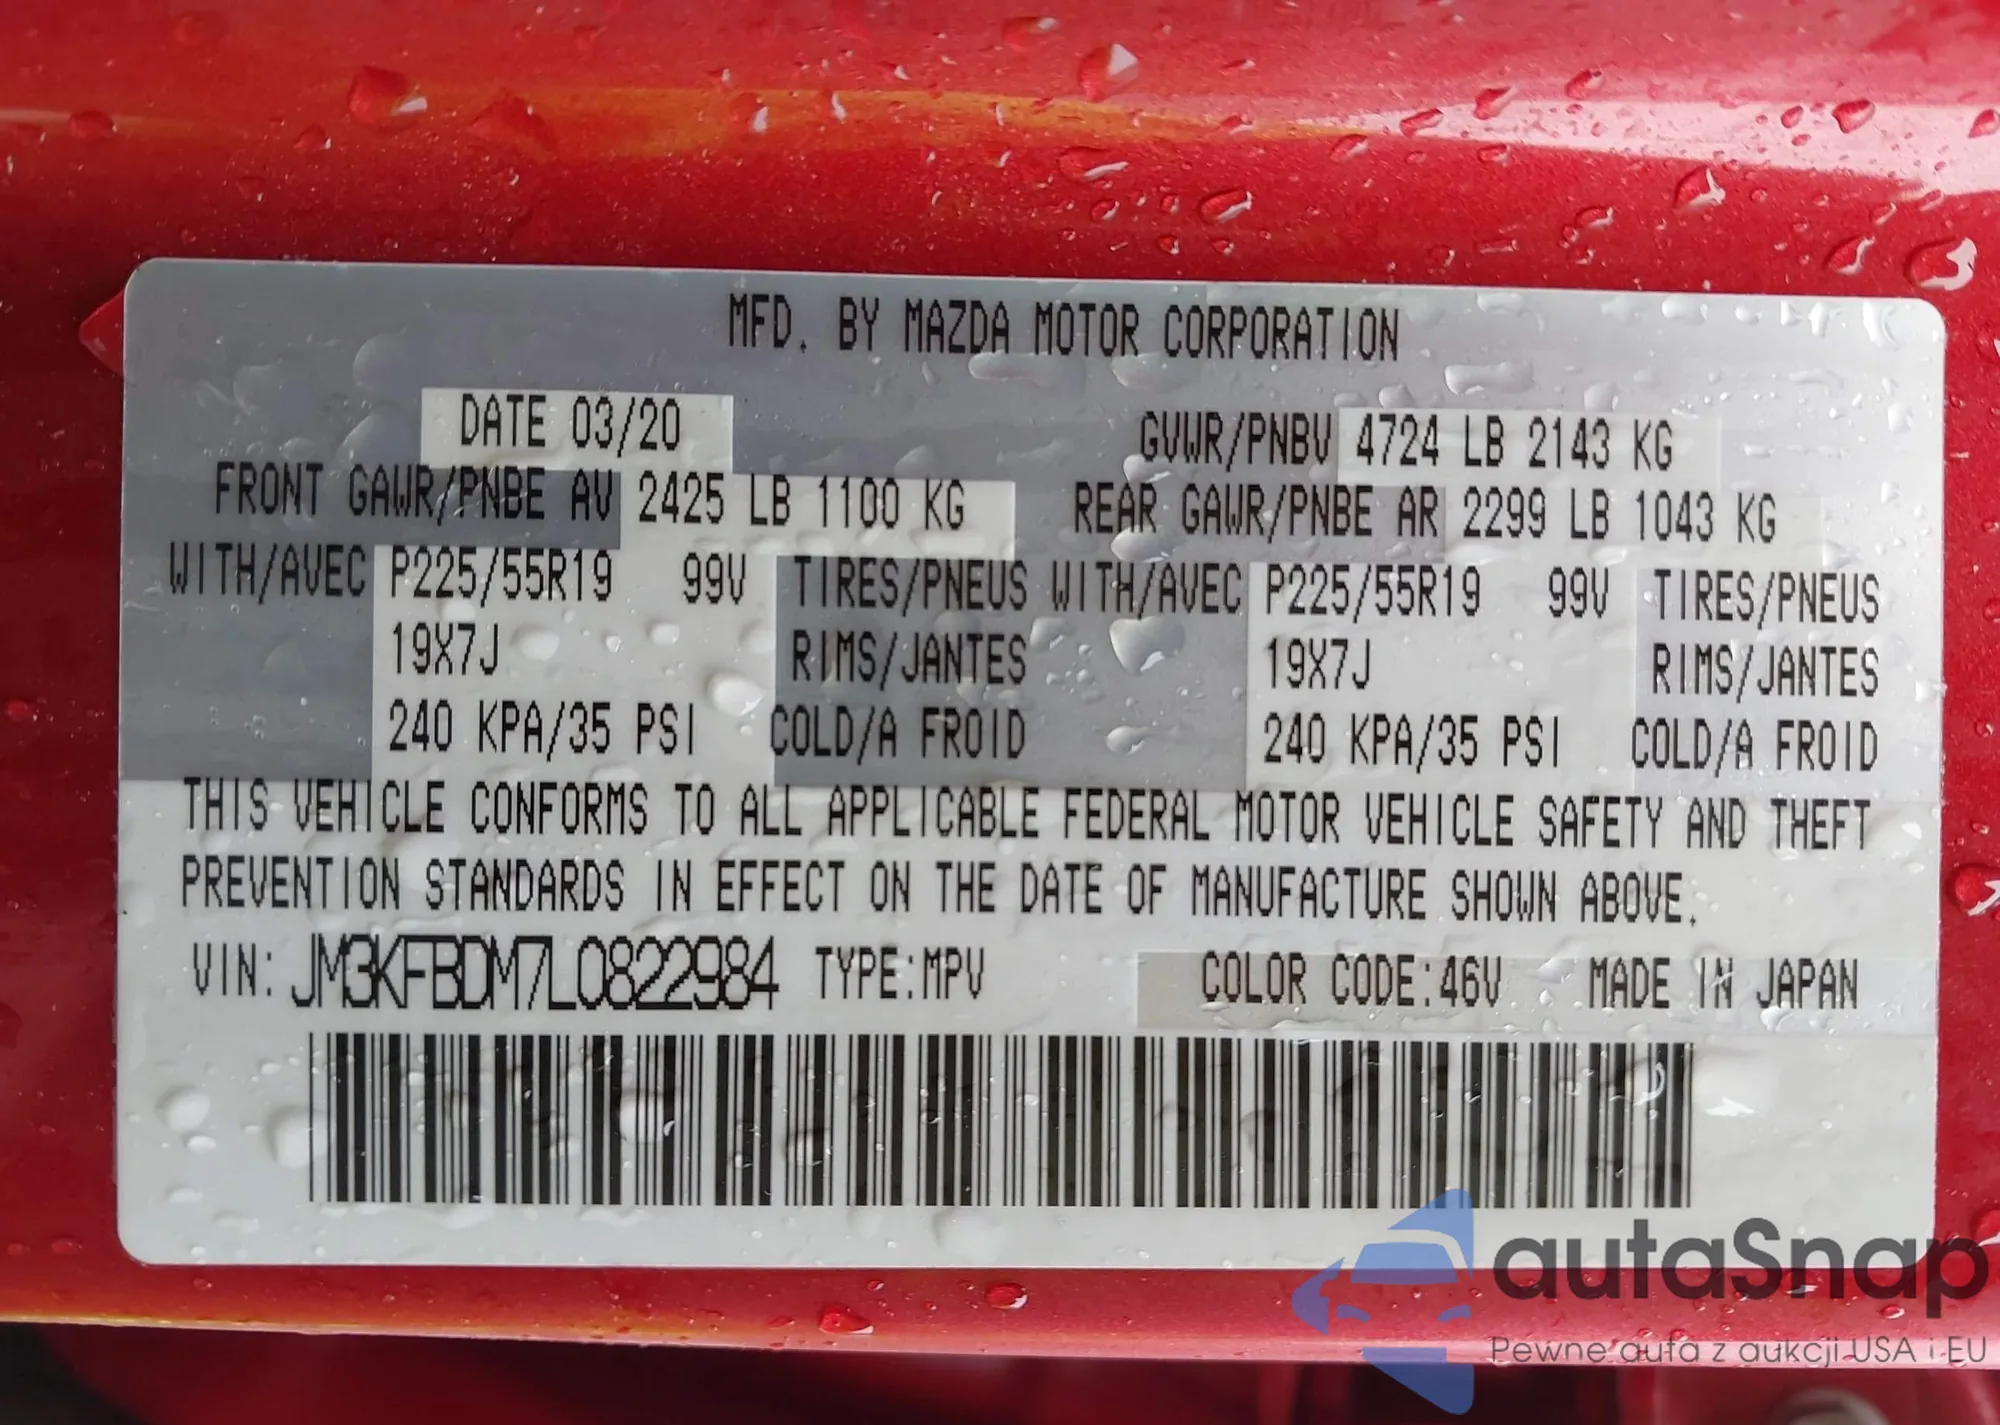 MFD. BY MAZDA MOTOR CORPORATION
DATE 03/20
GVWR/PNBV 4724 LB 2143 KG
FRONT GAWR/PNBE AV 2425 LB 1100 KG REAR GAWR/PNBE AR 2299 LB 1043 KG
WITH/AVEC P225/55R19 99V TIRES/PNEUS WITH/AVEC P225/55R19 99V TIRES/PNEUS
19X7J RIMS/JANTES 19X7J RIMS/JANTES
240 KPA/35 PSI COLD/A FROID 240 KPA/35 PSI COLD/A FROID
THIS VEHICLE CONFORMS TO ALL APPLICABLE FEDERAL MOTOR VEHICLE SAFETY AND THEFT
PREVENTION STANDARDS IN EFFECT ON THE DATE OF MANUFACTURE SHOWN ABOVE.
VIN: JM3KFBDM7L0822984 TYPE:MPV COLOR CODE:46V MADE IN JAPAN
autaSnap
Pewne auta z aukcji USA i EU